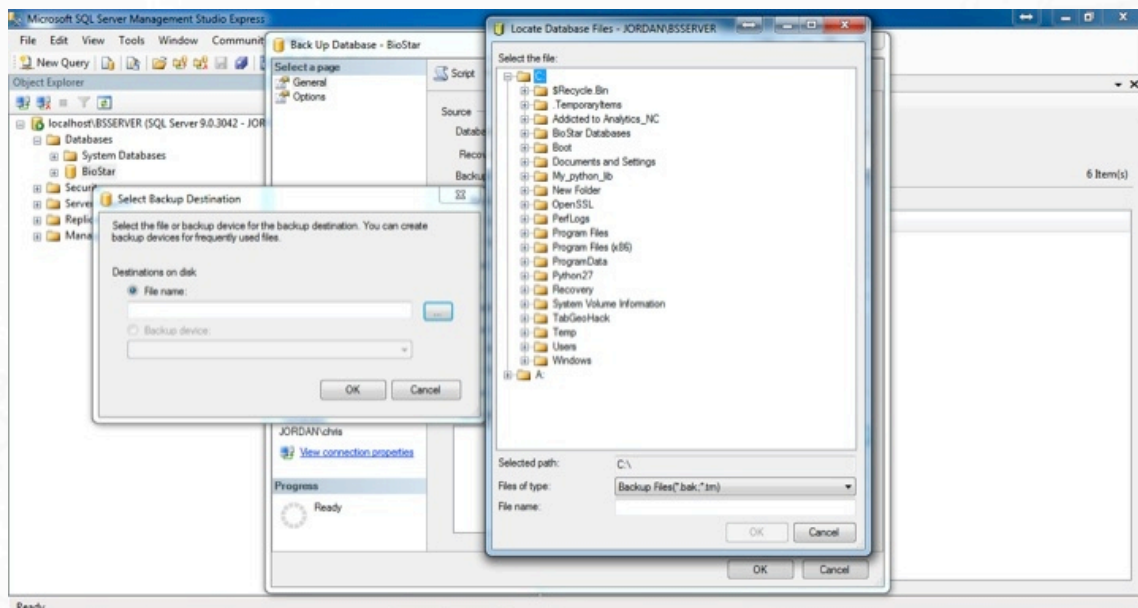 Microsoft SQL Server Management Studio Express
File Edit View Tools Window Communit
New Query
Object Explorer
localhost\BSSERVER (SQL Server 9.0.3042 - JOR
Databases
System Databases
BioStar
Securit
Server
Replic
Mana
Back Up Database - BioStar
Select a page
General
Options
Script
Source
Databa
Recov
Backup
JORDAN\chris
View connection properties
Progress
Ready
OK Cancel
Select Backup Destination
Select the file or backup device for the backup destination. You can create
backup devices for frequently used files.
Destinations on disk
File name:
...
Backup device:
OK Cancel
Locate Database Files - JORDAN\BSSERVER
Select the file:
C:
$Recycle.Bin
.TemporaryItems
Addicted to Analytics_NC
BioStar Databases
Boot
Documents and Settings
My_python_lib
New Folder
OpenSSL
PerfLogs
Program Files
Program Files (x86)
ProgramData
Python27
Recovery
System Volume Information
TabGeoHack
Temp
Users
Windows
A:
Selected path: C:\
Files of type: Backup Files(*.bak;*.trn)
File name:
OK Cancel
6 Item(s)
Ready